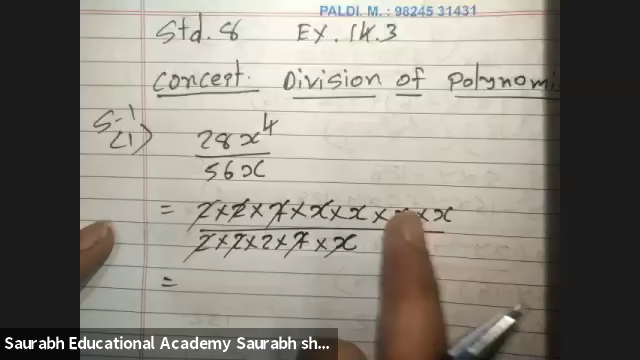 PALDI. M. : 98245 31431
Std. 8 Ex. 14.3
Concept. Division of Polynomi
28x⁴
56x
= 2×2×7×x×x×x×x
2×2×2×7×x
=
Saurabh Educational Academy Saurabh sh...